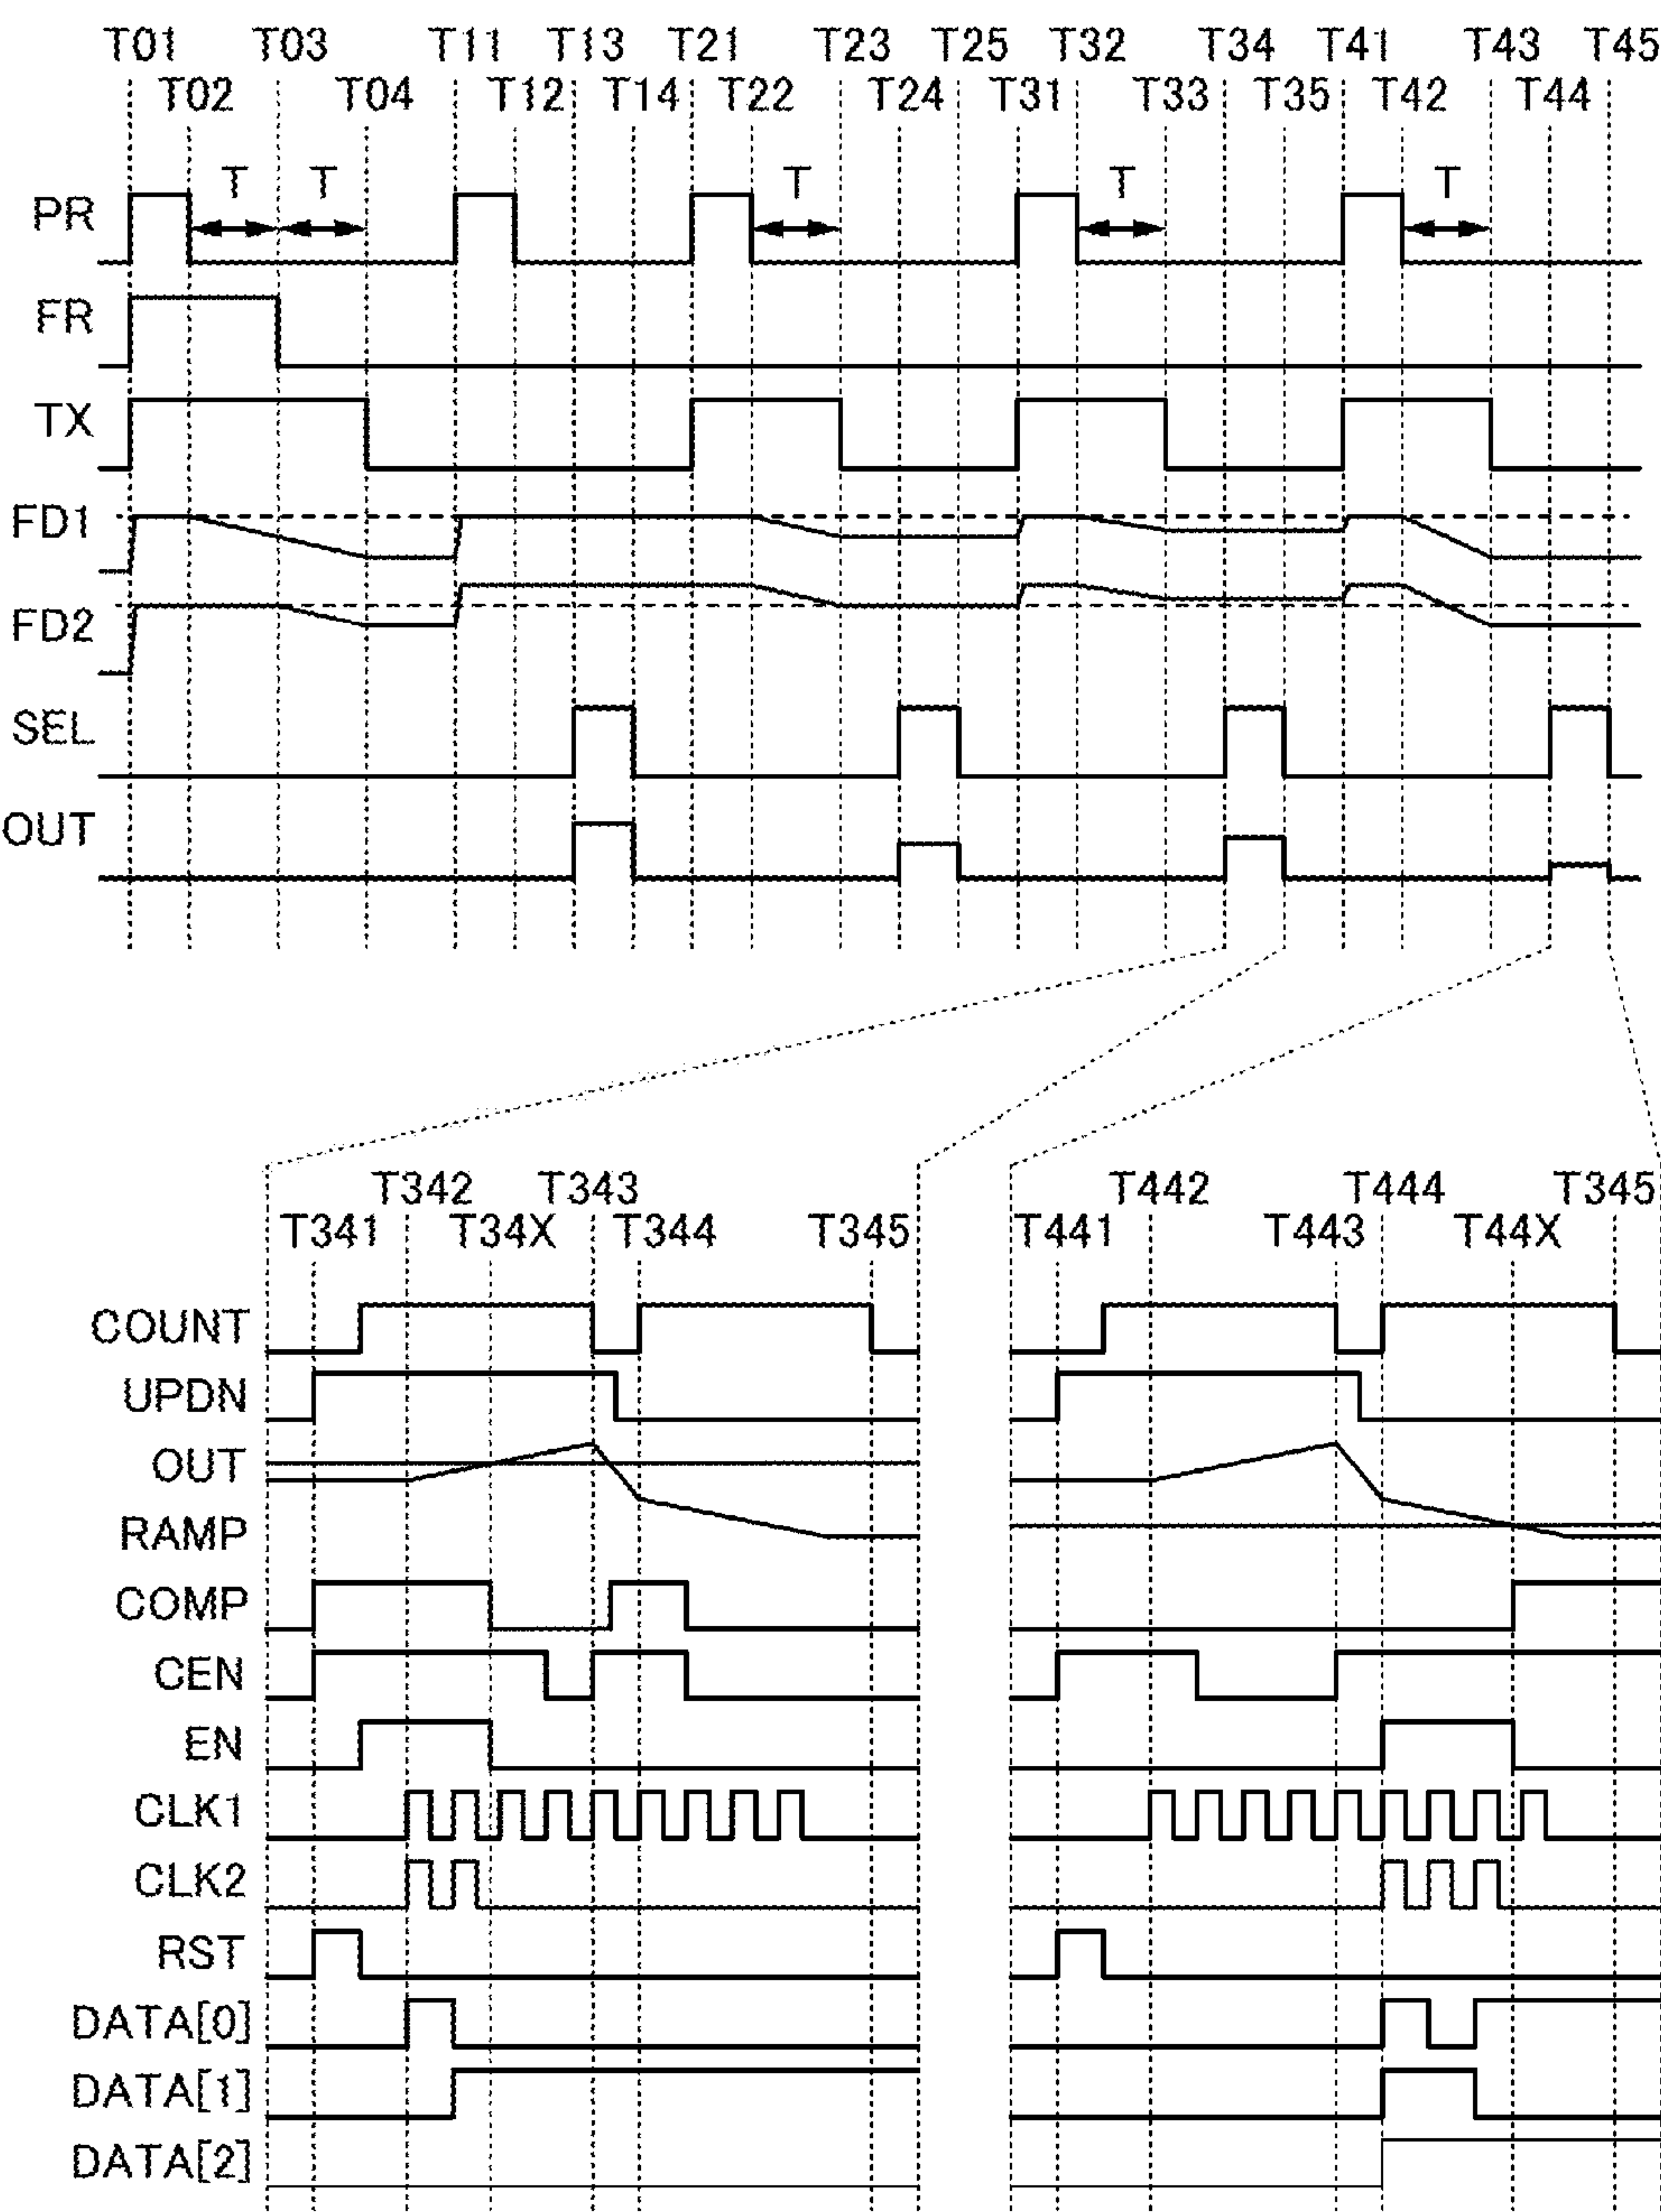 T01 T03 T11 T13 T21 T23 T25 T32 T34 T41 T43 T45
T02 T04 T12 T14 T22 T24 T31 T33 T35 T42 T44
T T T T T
PR
FR
TX
FD1
FD2
SEL
OUT
T342 T343 T442 T444 T345
T341 T34X T344 T345 T441 T443 T44X
COUNT
UPDN
OUT
RAMP
COMP
CEN
EN
CLK1
CLK2
RST
DATA[0]
DATA[1]
DATA[2]